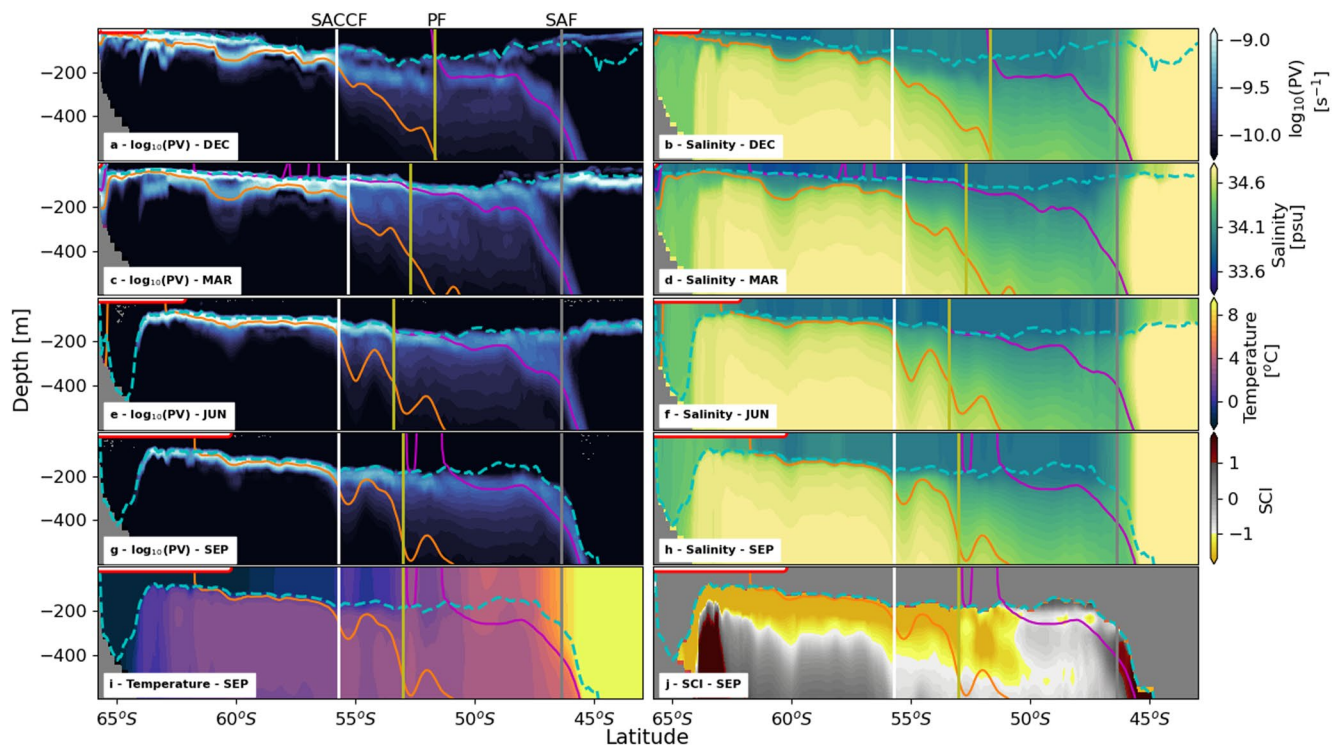 SACCF PF SAF
−200
−400
a - log₁₀(PV) - DEC
b - Salinity - DEC
−9.0
−9.5
−10.0
log₁₀(PV)
[s⁻¹]
−200
−400
c - log₁₀(PV) - MAR
d - Salinity - MAR
34.6
34.1
33.6
Salinity
[psu]
Depth [m]
−200
−400
e - log₁₀(PV) - JUN
f - Salinity - JUN
8
4
0
Temperature
[°C]
−200
−400
g - log₁₀(PV) - SEP
h - Salinity - SEP
1
0
−1
SCI
−200
−400
i - Temperature - SEP
j - SCI - SEP
65°S 60°S 55°S 50°S 45°S 65°S 60°S 55°S 50°S 45°S
Latitude